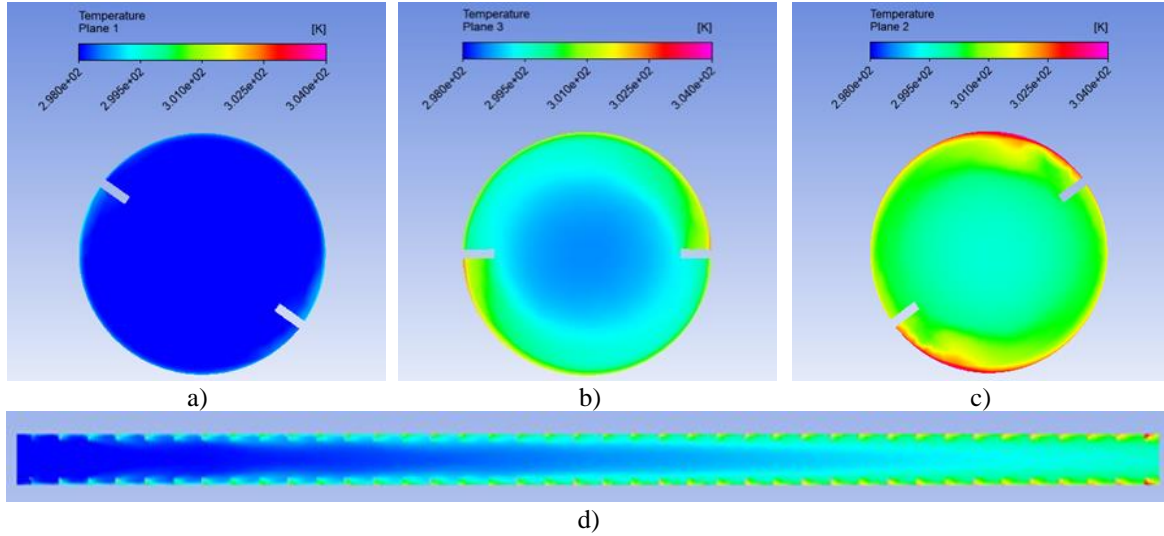 Temperature
Plane 1
[K]
2.980e+02
2.995e+02
3.010e+02
3.025e+02
3.040e+02
a)
Temperature
Plane 3
[K]
2.980e+02
2.995e+02
3.010e+02
3.025e+02
3.040e+02
b)
Temperature
Plane 2
[K]
2.980e+02
2.995e+02
3.010e+02
3.025e+02
3.040e+02
c)
d)